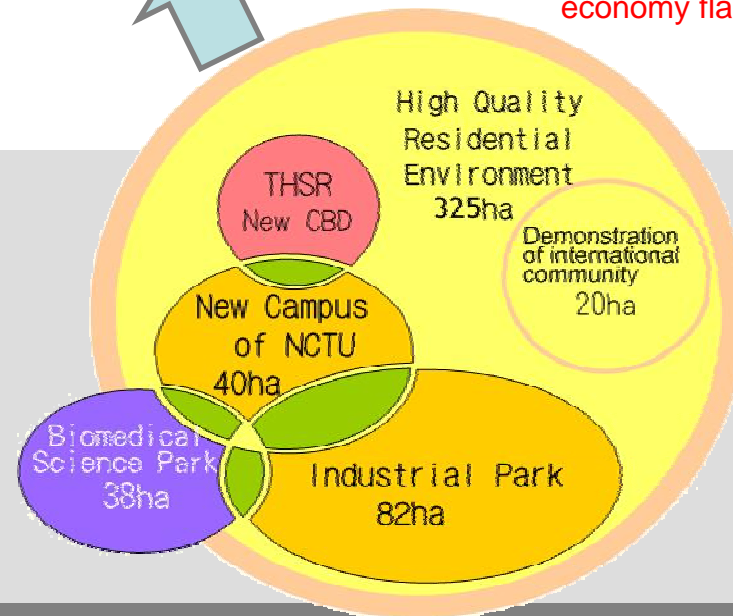 economy
High Quality
Residential
Environment
325ha
THSR
New CBD
Demonstration
of international
community
20ha
New Campus
of NCTU
40ha
Biomedical
Science Park
38ha
Industrial Park
82ha